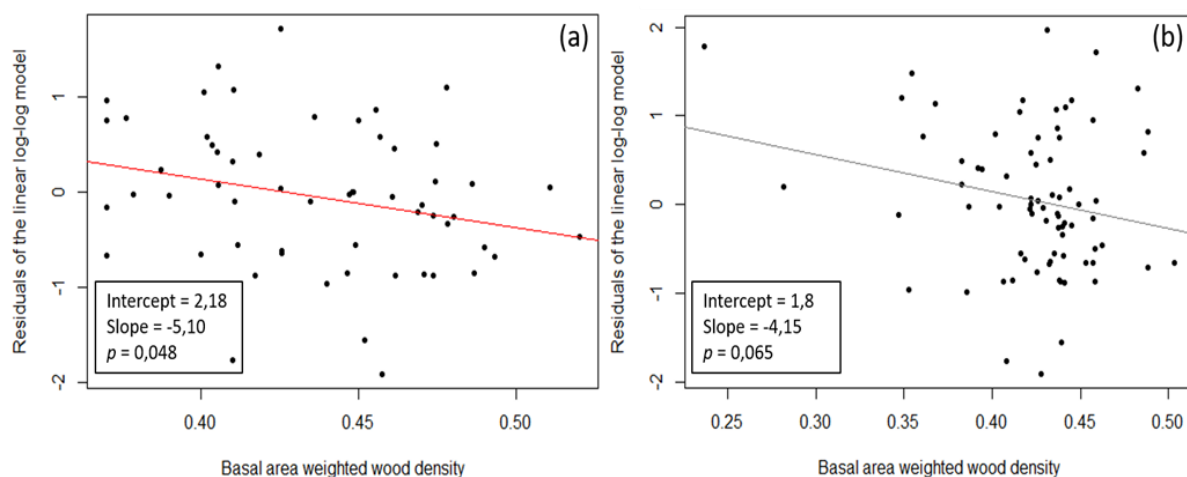 (a)
Residuals of the linear log-log model
1
0
-1
-2
Intercept = 2,18
Slope = -5,10
p = 0,048
0.40
0.45
0.50
Basal area weighted wood density
(b)
Residuals of the linear log-log model
2
1
0
-1
-2
Intercept = 1,8
Slope = -4,15
p = 0,065
0.25
0.30
0.35
0.40
0.45
0.50
Basal area weighted wood density